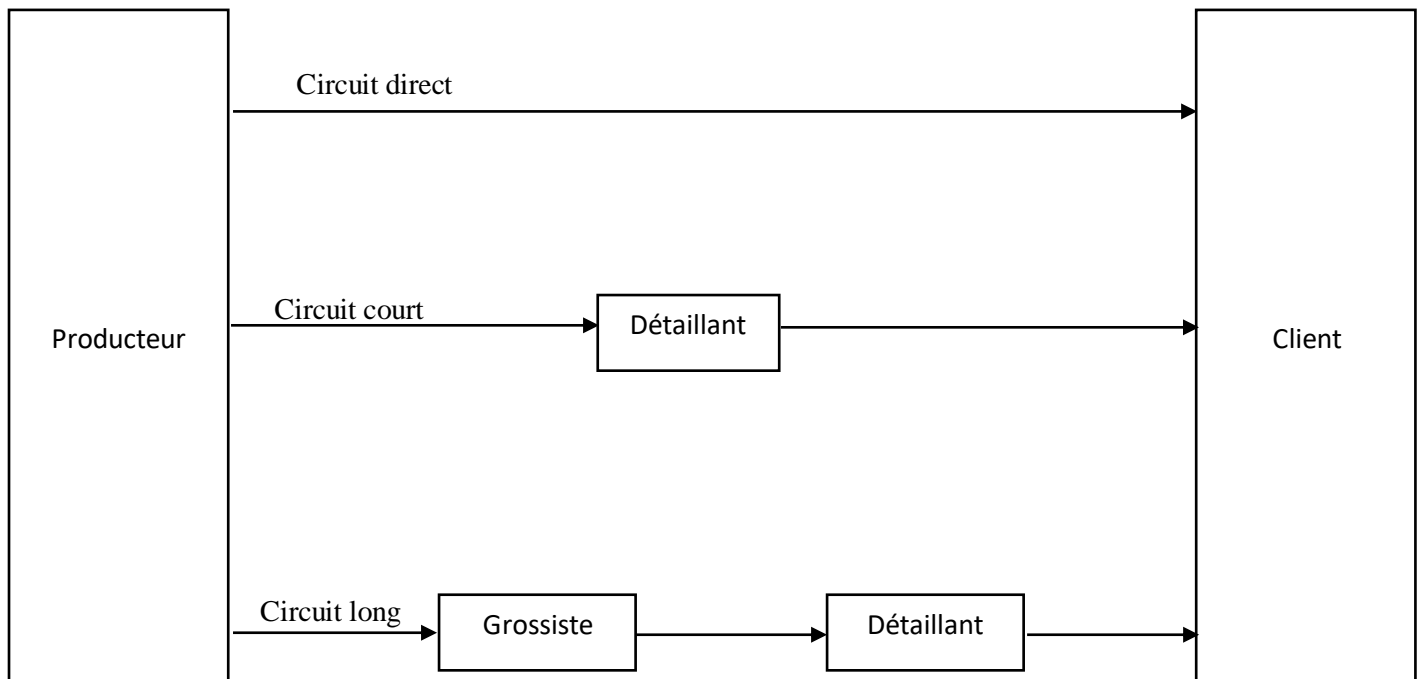 Circuit direct
Circuit court
Détaillant
Producteur
Client
Circuit long
Grossiste
Détaillant